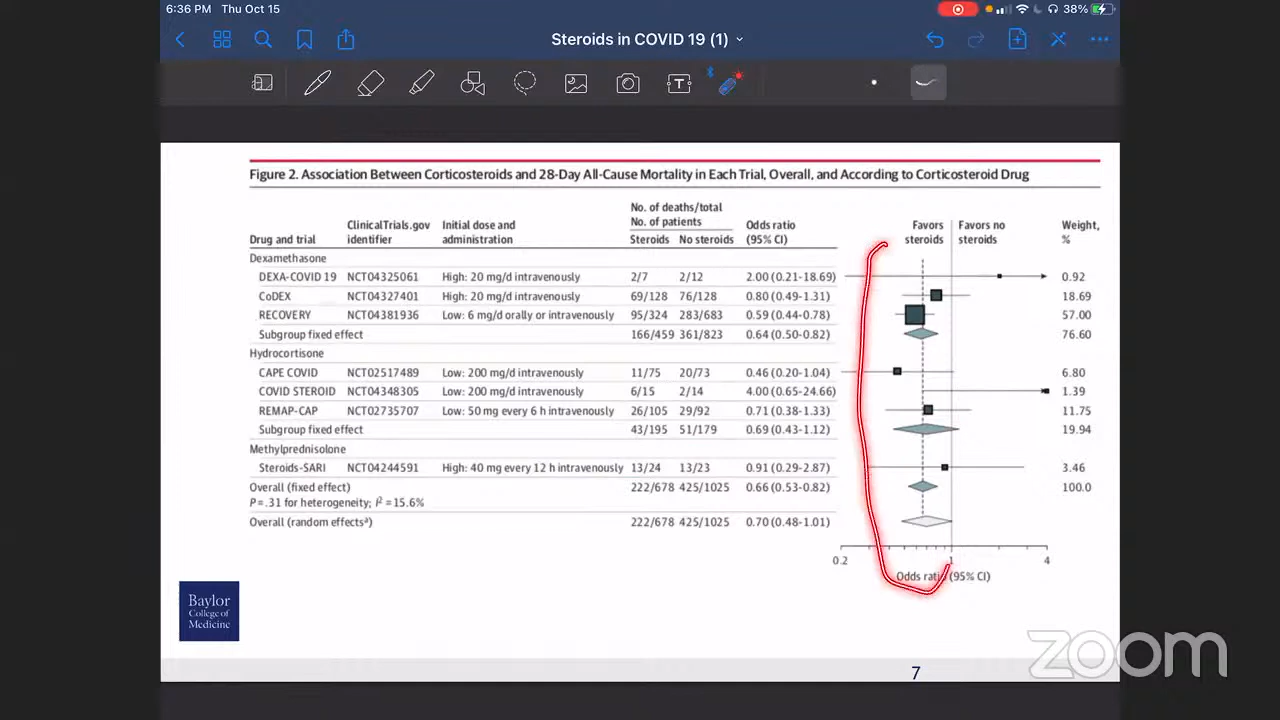 6:36 PM Thu Oct 15 38%
Steroids in COVID 19 (1)
Figure 2. Association Between Corticosteroids and 28-Day All-Cause Mortality in Each Trial, Overall, and According to Corticosteroid Drug
No. of deaths/total
No. of patients
ClinicalTrials.gov Initial dose and Odds ratio Favors Favors no Weight,
Drug and trial identifier administration Steroids No steroids (95% CI) steroids steroids %
Dexamethasone
DEXA-COVID 19 NCT04325061 High: 20 mg/d intravenously 2/7 2/12 2.00 (0.21-18.69) 0.92
CoDEX NCT04327401 High: 20 mg/d intravenously 69/128 76/128 0.80 (0.49-1.31) 18.69
RECOVERY NCT04381936 Low: 6 mg/d orally or intravenously 95/324 283/683 0.59 (0.44-0.78) 57.00
Subgroup fixed effect 166/459 361/823 0.64 (0.50-0.82) 76.60
Hydrocortisone
CAPE COVID NCT02517489 Low: 200 mg/d intravenously 11/75 20/73 0.46 (0.20-1.04) 6.80
COVID STEROID NCT04348305 Low: 200 mg/d intravenously 6/15 2/14 4.00 (0.65-24.66) 1.39
REMAP-CAP NCT02735707 Low: 50 mg every 6 h intravenously 26/105 29/92 0.71 (0.38-1.33) 11.75
Subgroup fixed effect 43/195 51/179 0.69 (0.43-1.12) 19.94
Methylprednisolone
Steroids-SARI NCT04244591 High: 40 mg every 12 h intravenously 13/24 13/23 0.91 (0.29-2.87) 3.46
Overall (fixed effect) 222/678 425/1025 0.66 (0.53-0.82) 100.0
P = .31 for heterogeneity; I² = 15.6%
Overall (random effectsᵃ) 222/678 425/1025 0.70 (0.48-1.01)
0.2 1 4
Odds ratio (95% CI)
Baylor
College of
Medicine
zoom
7